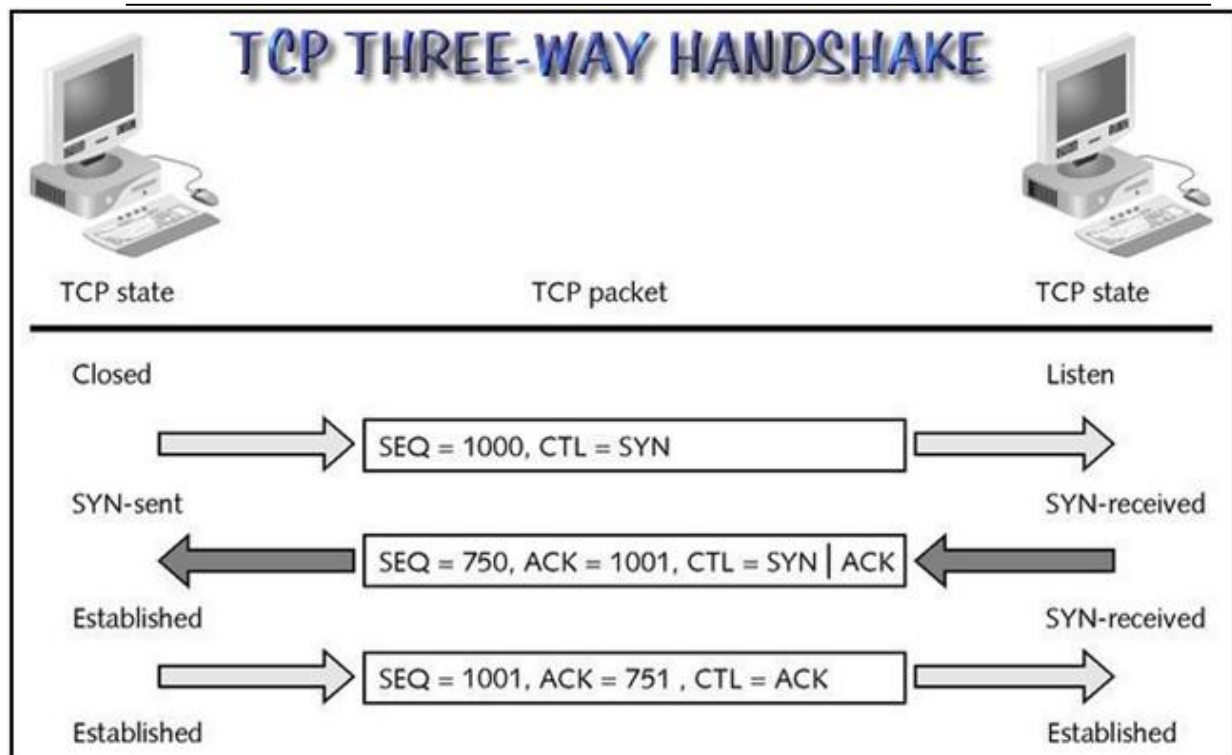 TCP THREE-WAY HANDSHAKE
TCP state TCP packet TCP state
Closed Listen
SEQ = 1000, CTL = SYN
SYN-sent SYN-received
SEQ = 750, ACK = 1001, CTL = SYN | ACK
Established SYN-received
SEQ = 1001, ACK = 751 , CTL = ACK
Established Established